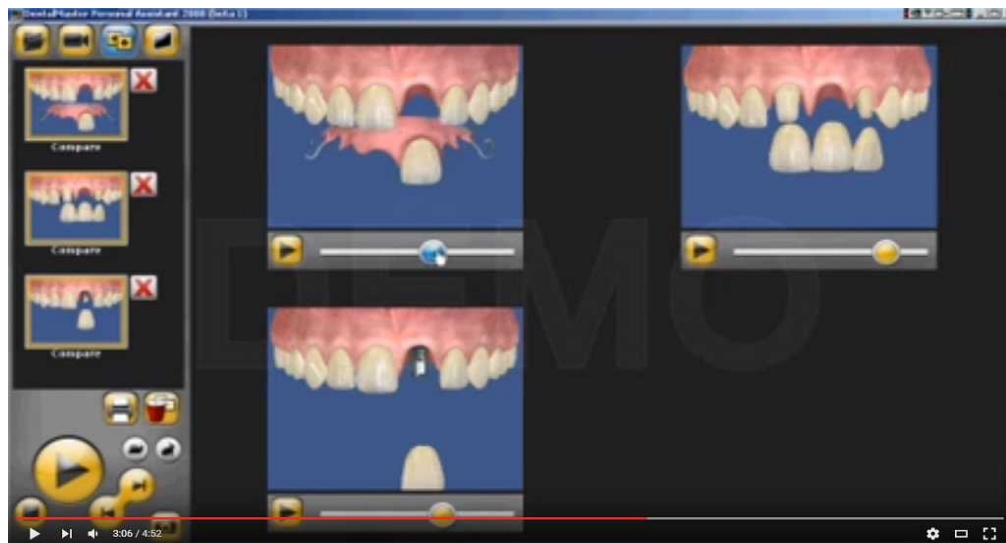 DentalMaster Personal Assistant 2008 (beta 1)
Compare
Compare
Compare
DEMO
3:06 / 4:52